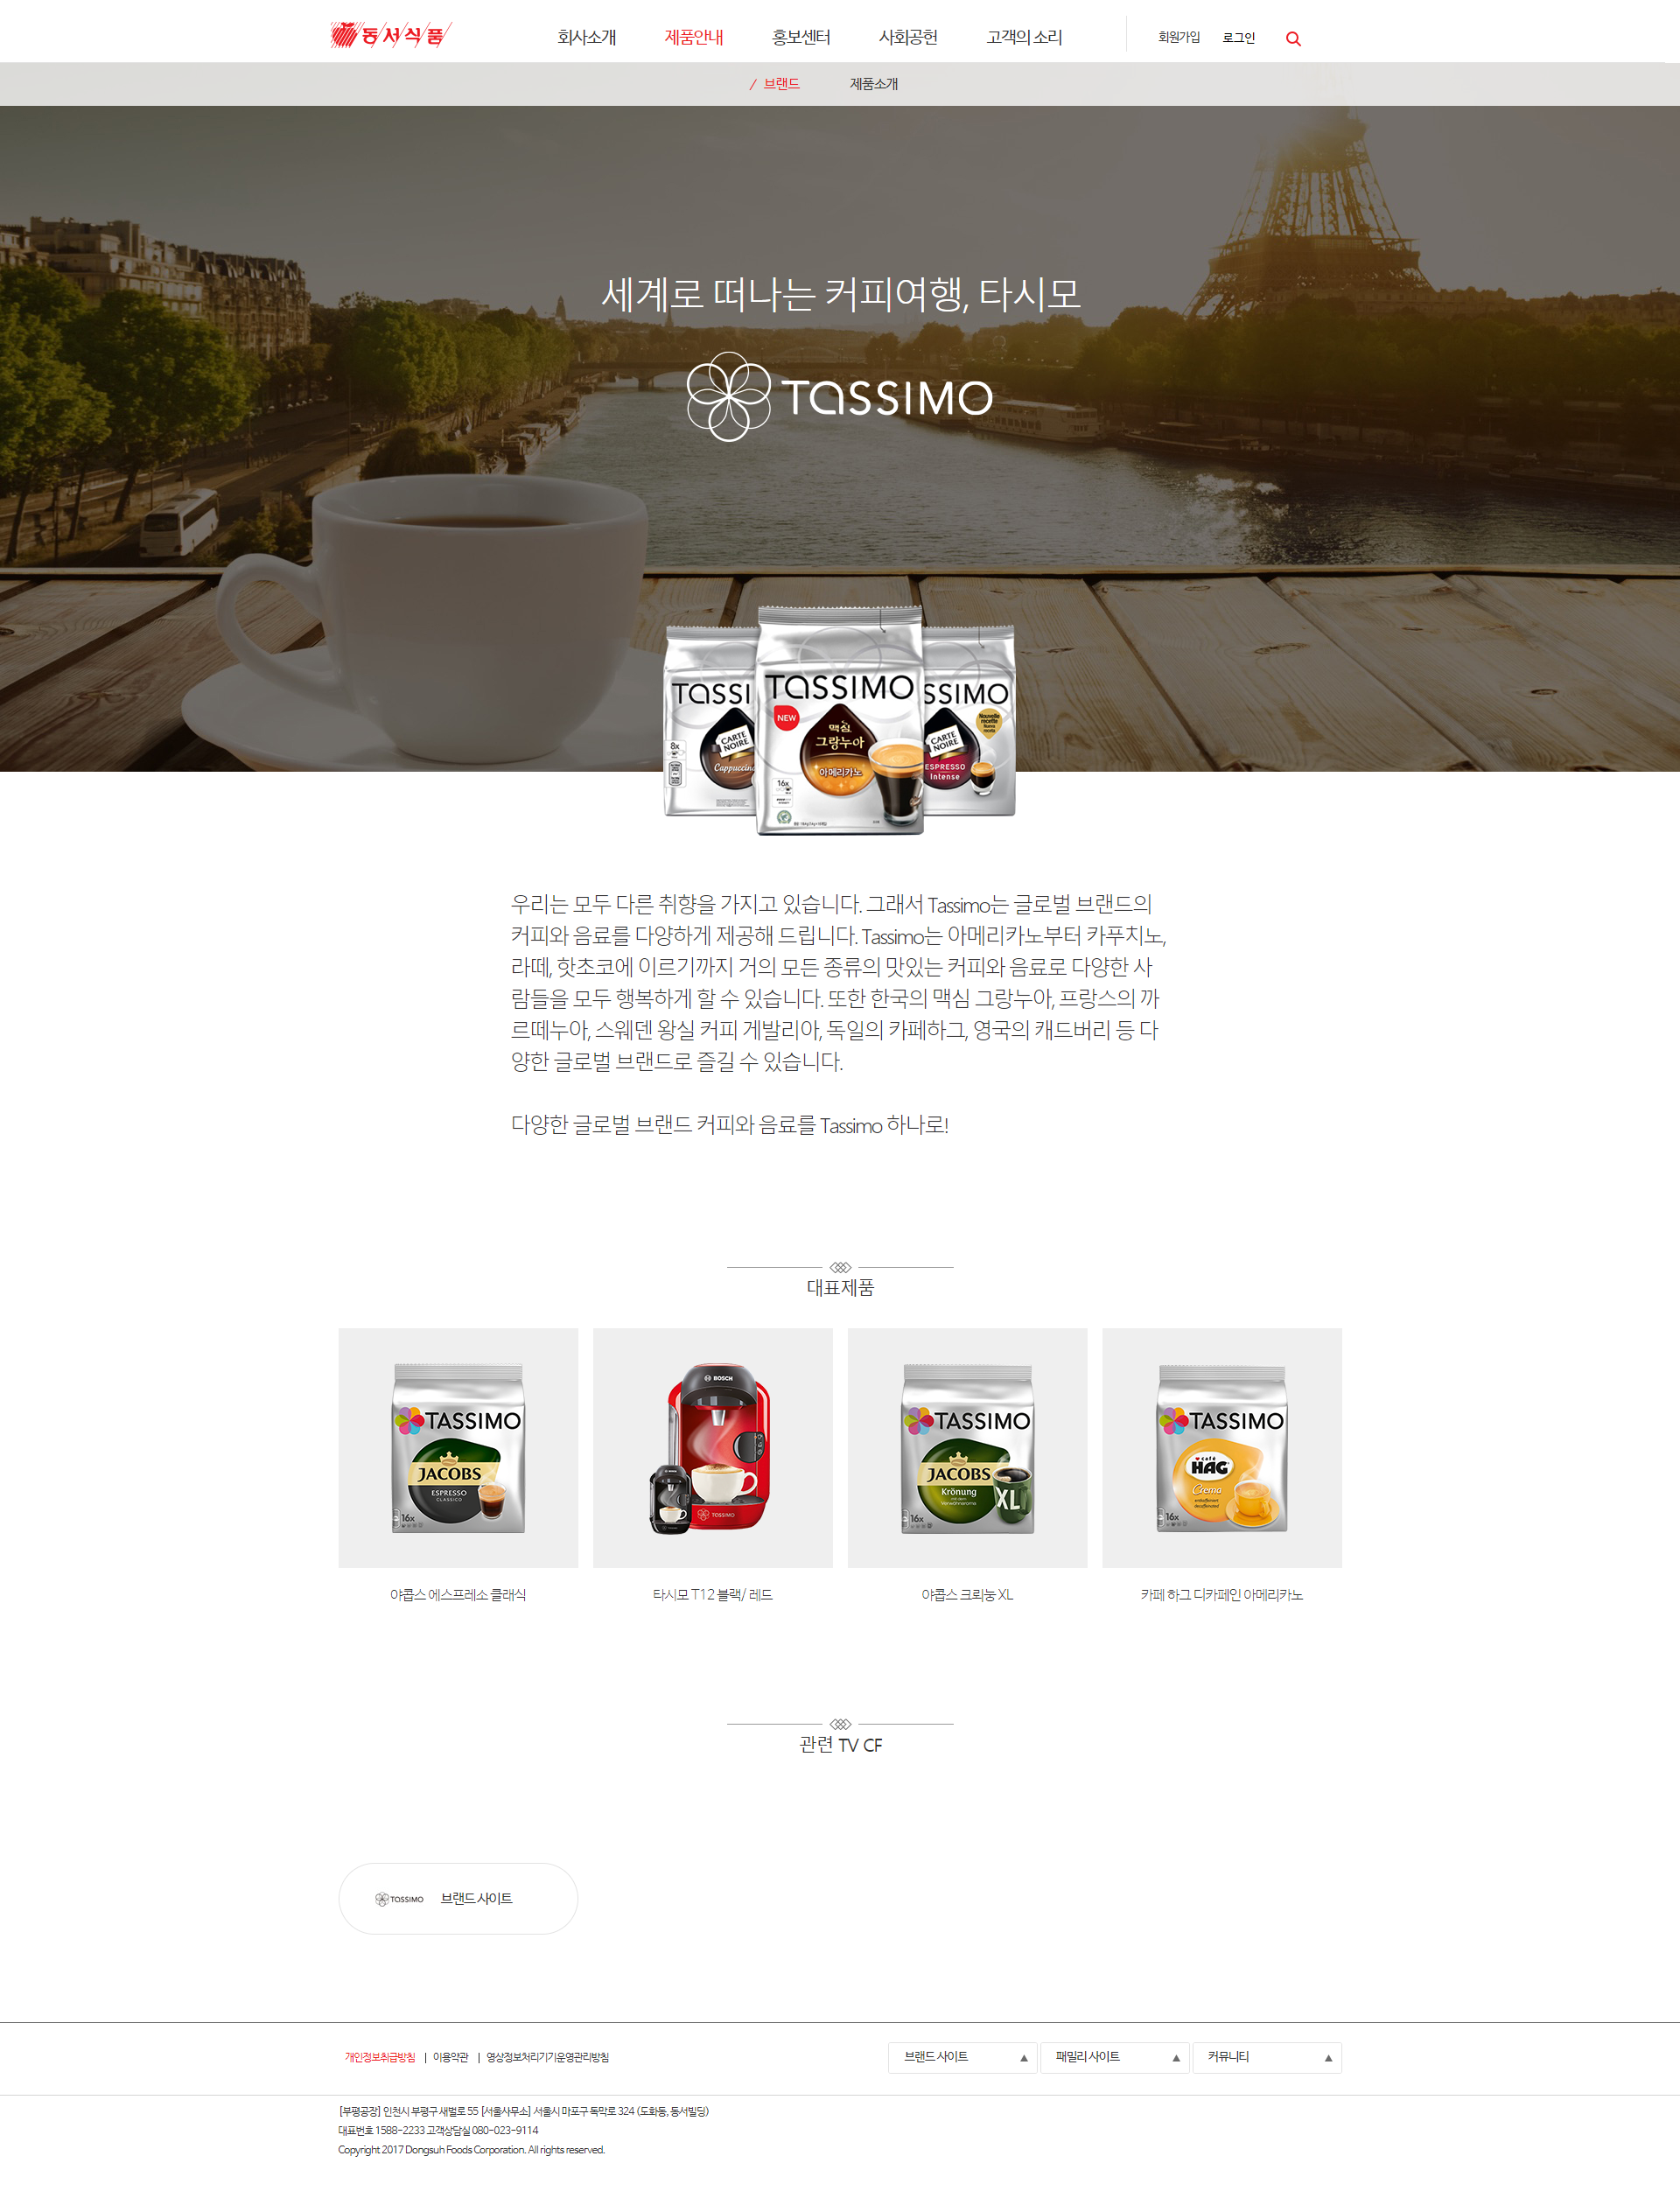 동서식품
회사소개 제품안내 홍보센터 사회공헌 고객의 소리 회원가입 로그인
/ 브랜드 제품소개
세계로 떠나는 커피여행, 타시모
TASSIMO
TASSI TASSIMO SSIMO
NEW 맥심 그랑누아 아메리카노 16x
8x CARTE NOIRE Cappuccino
CARTE NOIRE ESPRESSO Intense Nouvelle recette
우리는 모두 다른 취향을 가지고 있습니다. 그래서 Tassimo는 글로벌 브랜드의
커피와 음료를 다양하게 제공해 드립니다. Tassimo는 아메리카노부터 카푸치노,
라떼, 핫초코에 이르기까지 거의 모든 종류의 맛있는 커피와 음료로 다양한 사
람들을 모두 행복하게 할 수 있습니다. 또한 한국의 맥심 그랑누아, 프랑스의 까
르떼누아, 스웨덴 왕실 커피 게발리아, 독일의 카페하그, 영국의 캐드버리 등 다
양한 글로벌 브랜드로 즐길 수 있습니다.
다양한 글로벌 브랜드 커피와 음료를 Tassimo 하나로!
대표제품
TASSIMO JACOBS ESPRESSO CLASSICO 16x
BOSCH TASSIMO
TASSIMO JACOBS Krönung XL 16x
TASSIMO café HAG Crema 16x
야콥스 에스프레소 클래식
타시모 T12 블랙/ 레드
야콥스 크뢰눙 XL
카페 하그 디카페인 아메리카노
관련 TV CF
TASSIMO 브랜드 사이트
개인정보취급방침 | 이용약관 | 영상정보처리기기운영관리방침
브랜드 사이트 ▲ 패밀리 사이트 ▲ 커뮤니티 ▲
[부평공장] 인천시 부평구 새벌로 55 [서울사무소] 서울시 마포구 독막로 324 (도화동, 동서빌딩)
대표번호 1588-2233 고객상담실 080-023-9114
Copyright 2017 Dongsuh Foods Corporation. All rights reserved.